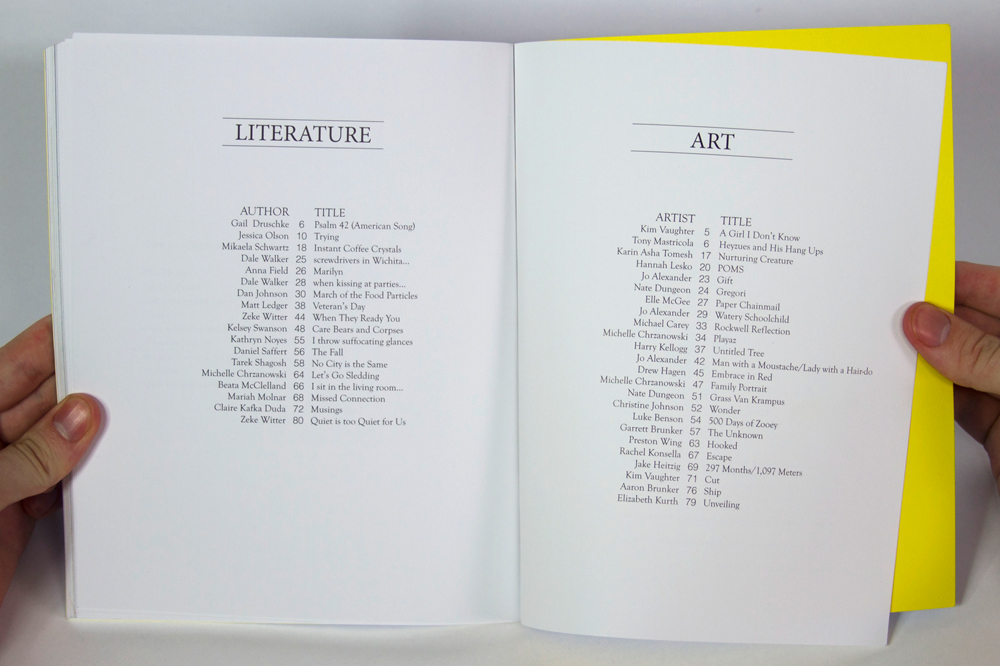 LITERATURE
AUTHOR TITLE
Gail Druschke 6 Psalm 42 (American Song)
Jessica Olson 10 Trying
Mikaela Schwartz 18 Instant Coffee Crystals
Dale Walker 25 screwdrivers in Wichita...
Anna Field 26 Marilyn
Dale Walker 28 when kissing at parties...
Dan Johnson 30 March of the Food Particles
Matt Ledger 38 Veteran's Day
Zeke Witter 44 When They Ready You
Kelsey Swanson 48 Care Bears and Corpses
Kathryn Noyes 55 I throw suffocating glances
Daniel Saffert 56 The Fall
Tarek Shagosh 58 No City is the Same
Michelle Chrzanowski 64 Let's Go Sledding
Beata McClelland 66 I sit in the living room...
Mariah Molnar 68 Missed Connection
Claire Kafka Duda 72 Musings
Zeke Witter 80 Quiet is too Quiet for Us
ART
ARTIST TITLE
Kim Vaughter 5 A Girl I Don't Know
Tony Mastricola 6 Heyzues and His Hang Ups
Karin Asha Tomesh 17 Nurturing Creature
Hannah Lesko 20 POMS
Jo Alexander 23 Gift
Nate Dungeon 24 Gregori
Elle McGee 27 Paper Chainmail
Jo Alexander 29 Watery Schoolchild
Michael Carey 33 Rockwell Reflection
Michelle Chrzanowski 34 Playaz
Harry Kellogg 37 Untitled Tree
Jo Alexander 42 Man with a Moustache/Lady with a Hair-do
Drew Hagen 45 Embrace in Red
Michelle Chrzanowski 47 Family Portrait
Nate Dungeon 51 Grass Van Krampus
Christine Johnson 52 Wonder
Luke Benson 54 500 Days of Zooey
Garrett Brunker 57 The Unknown
Preston Wing 63 Hooked
Rachel Konsella 67 Escape
Jake Heitzig 69 297 Months/1,097 Meters
Kim Vaughter 71 Cut
Aaron Brunker 76 Ship
Elizabeth Kurth 79 Unveiling